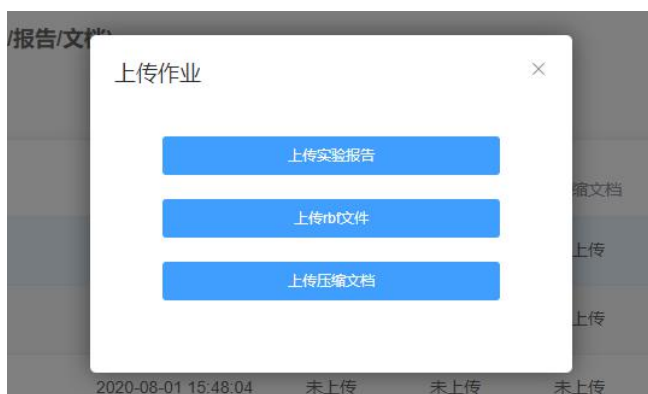 /报告/文档)
上传作业
上传实验报告
上传rbf文件
缩文档
上传压缩文档
上传
上传
2020-08-01 15:48:04 未上传 未上传 未上传